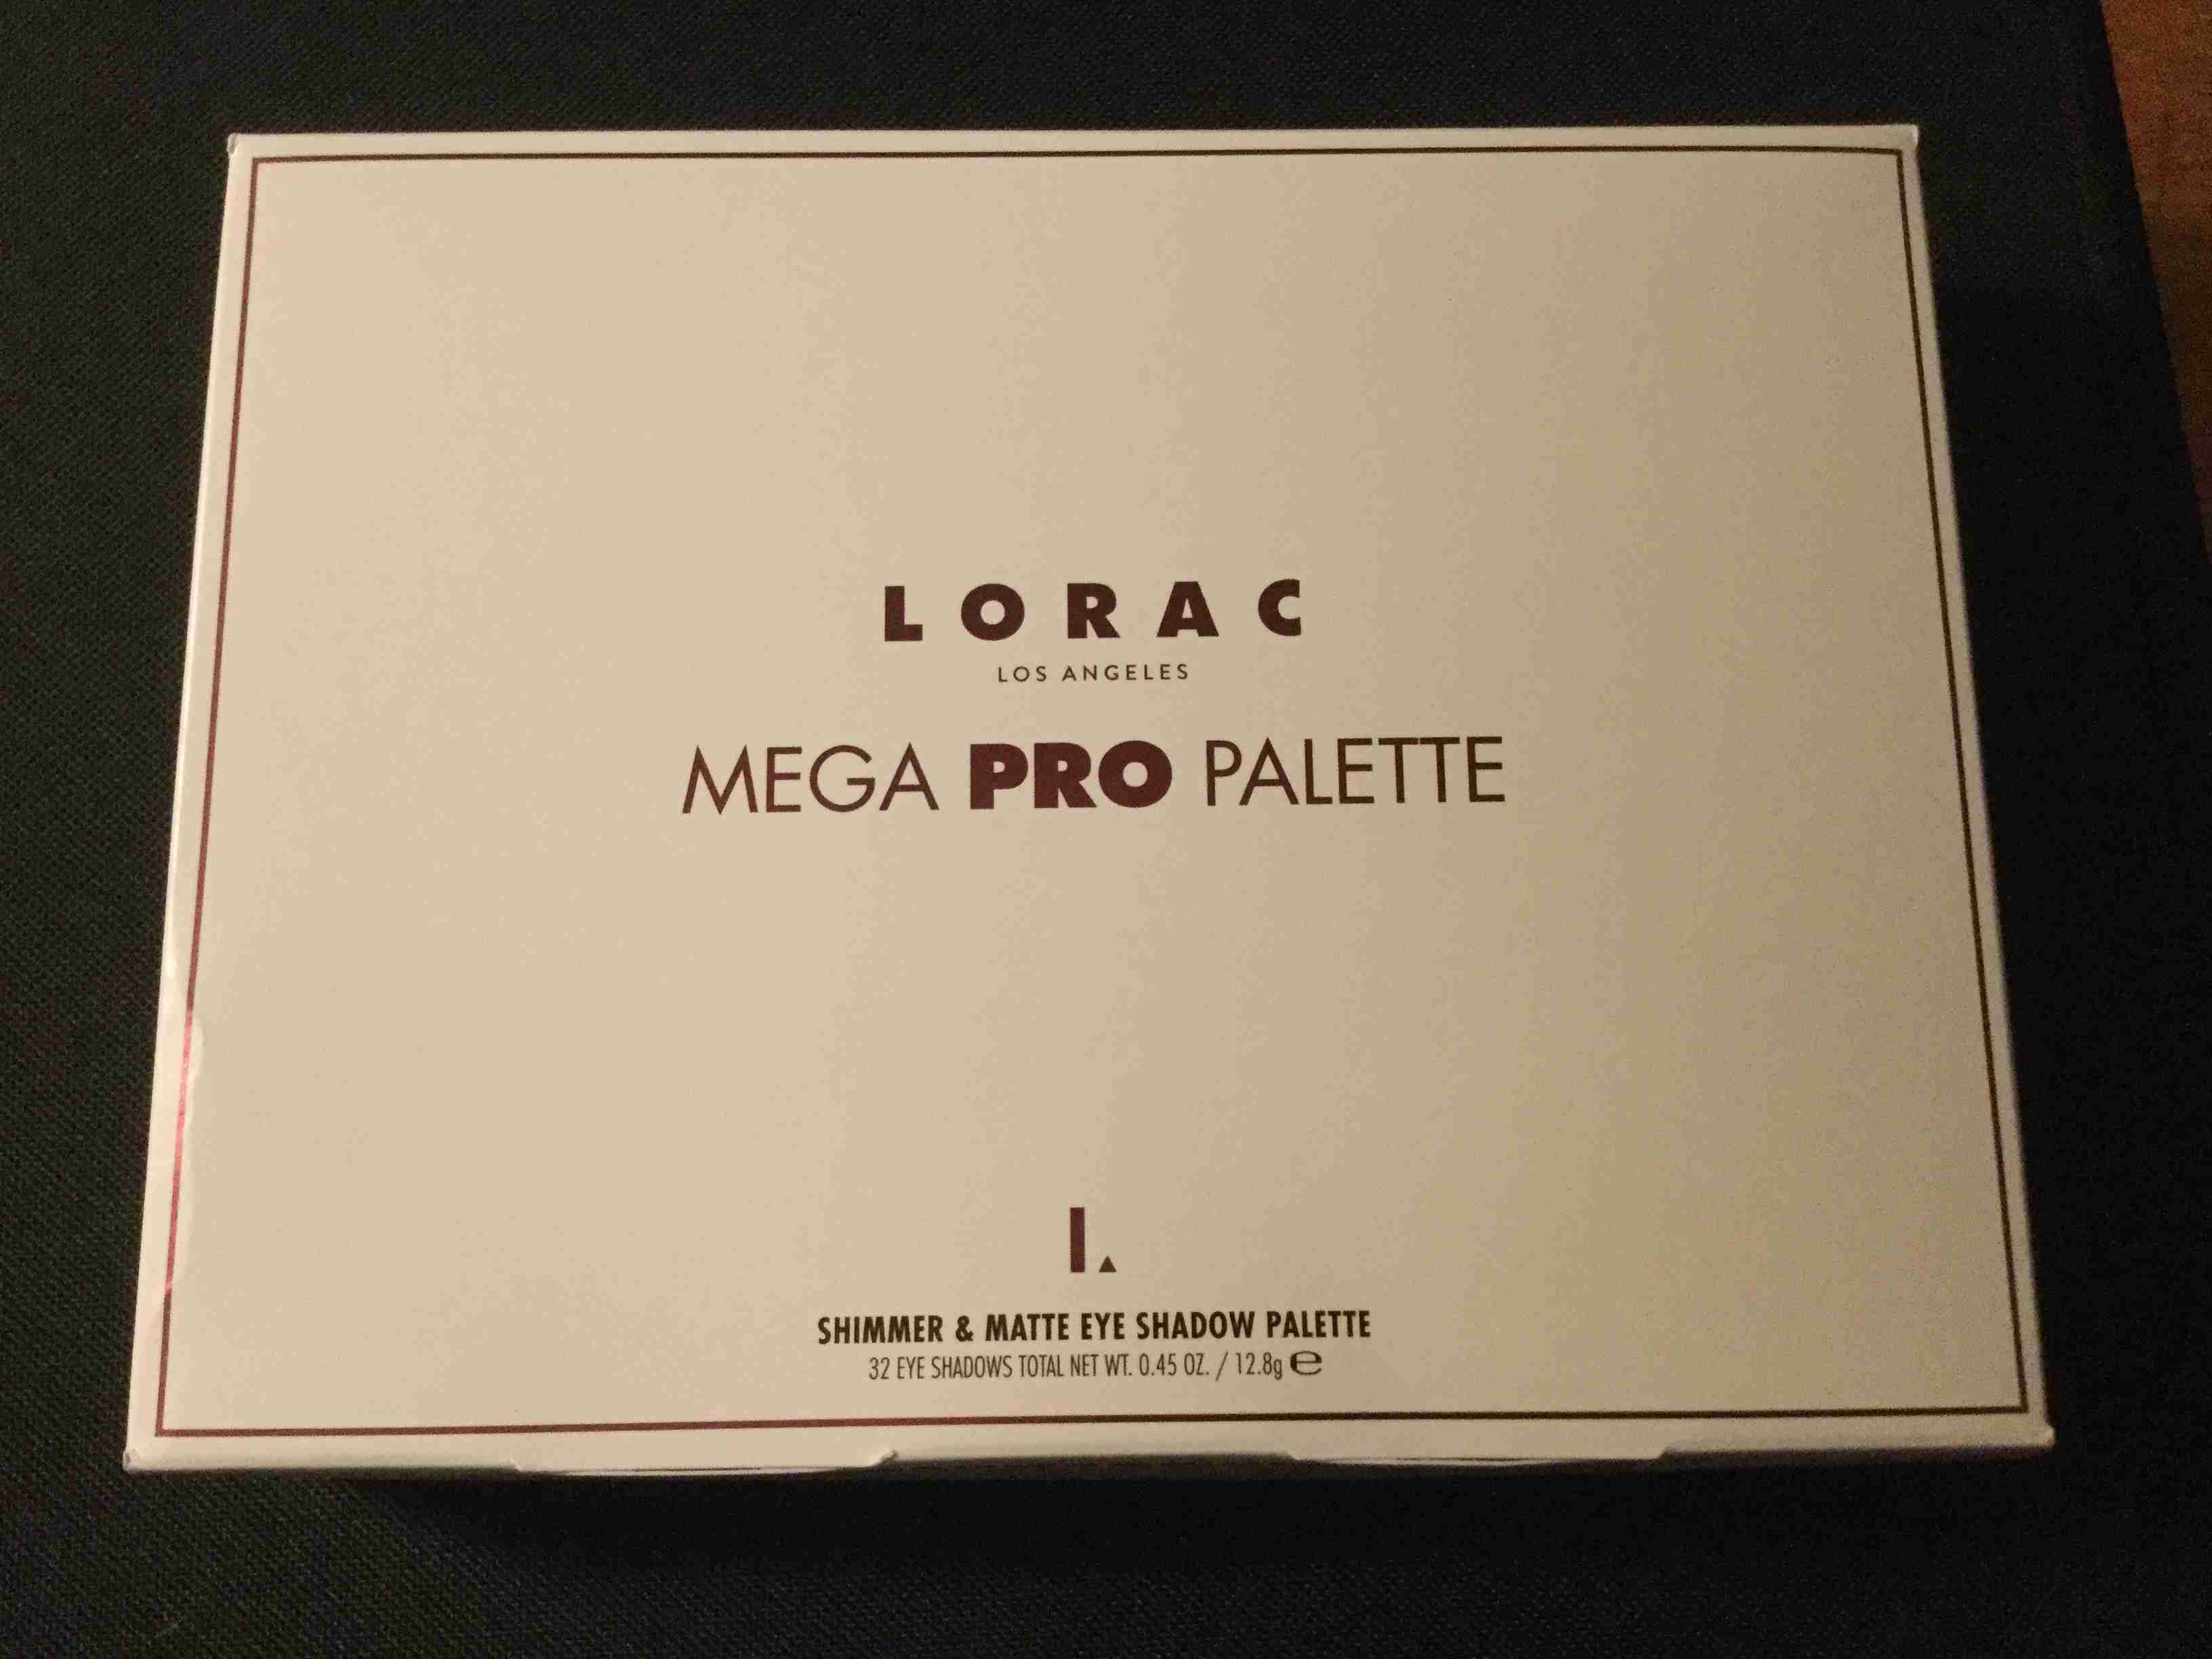 LORAC
LOS ANGELES
MEGA PRO PALETTE
I.
SHIMMER & MATTE EYE SHADOW PALETTE
32 EYE SHADOWS TOTAL NET WT. 0.45 OZ. / 12.8g ℮